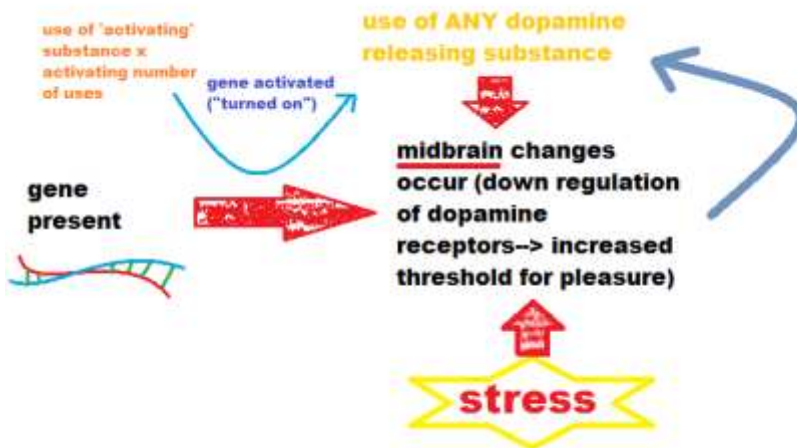 use of 'activating'
substance x
activating number
of uses
gene activated
("turned on")
use of ANY dopamine
releasing substance
gene
present
midbrain changes
occur (down regulation
of dopamine
receptors--> increased
threshold for pleasure)
stress